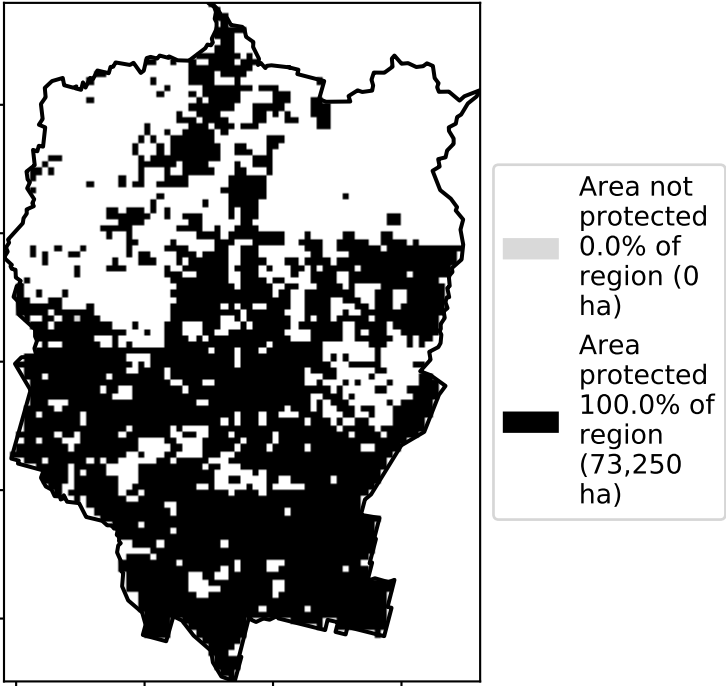 Area not
protected
0.0% of
region (0
ha)
Area
protected
100.0% of
region
(73,250
ha)